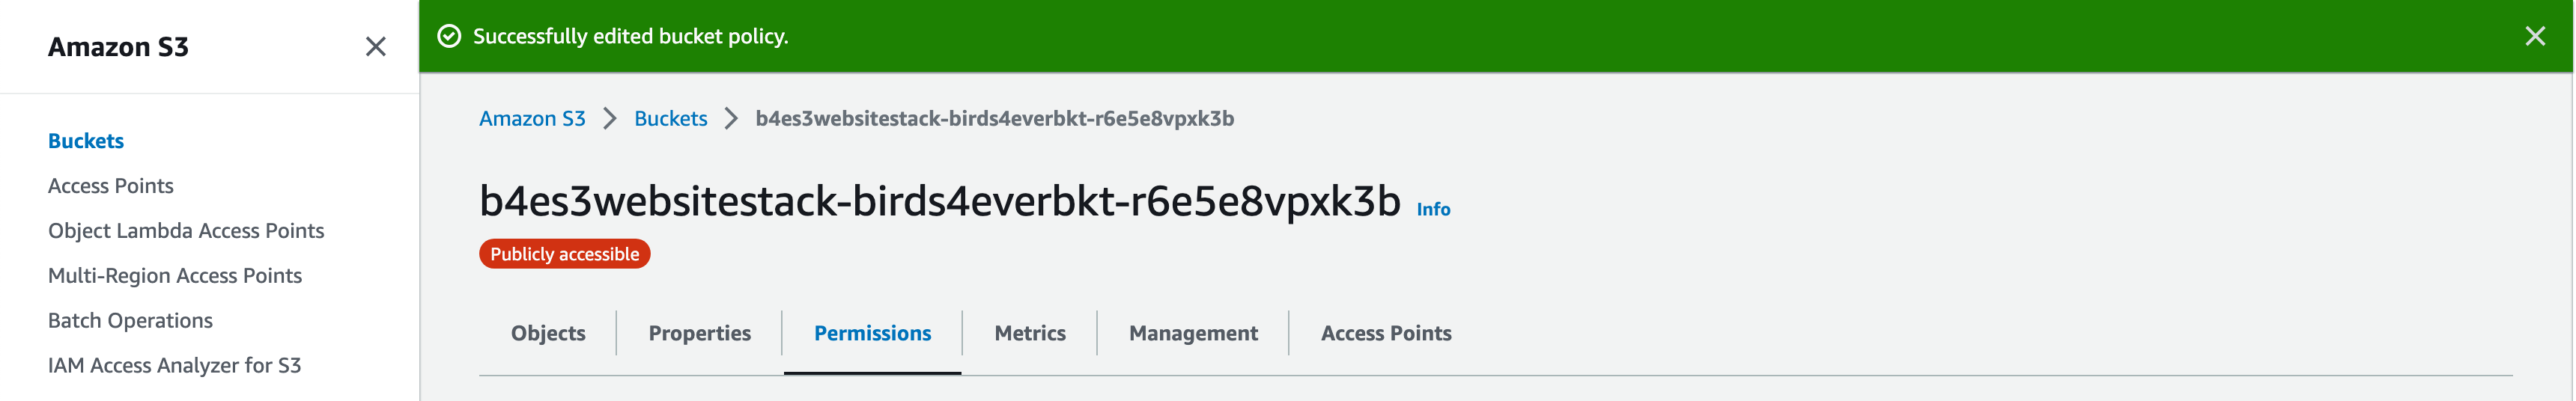 Amazon S3
Buckets
Access Points
Object Lambda Access Points
Multi-Region Access Points
Batch Operations
IAM Access Analyzer for S3
Successfully edited bucket policy.
Amazon S3 > Buckets > b4es3websitestack-birds4everbkt-r6e5e8vpxk3b
b4es3websitestack-birds4everbkt-r6e5e8vpxk3b Info
Publicly accessible
Objects Properties Permissions Metrics Management Access Points